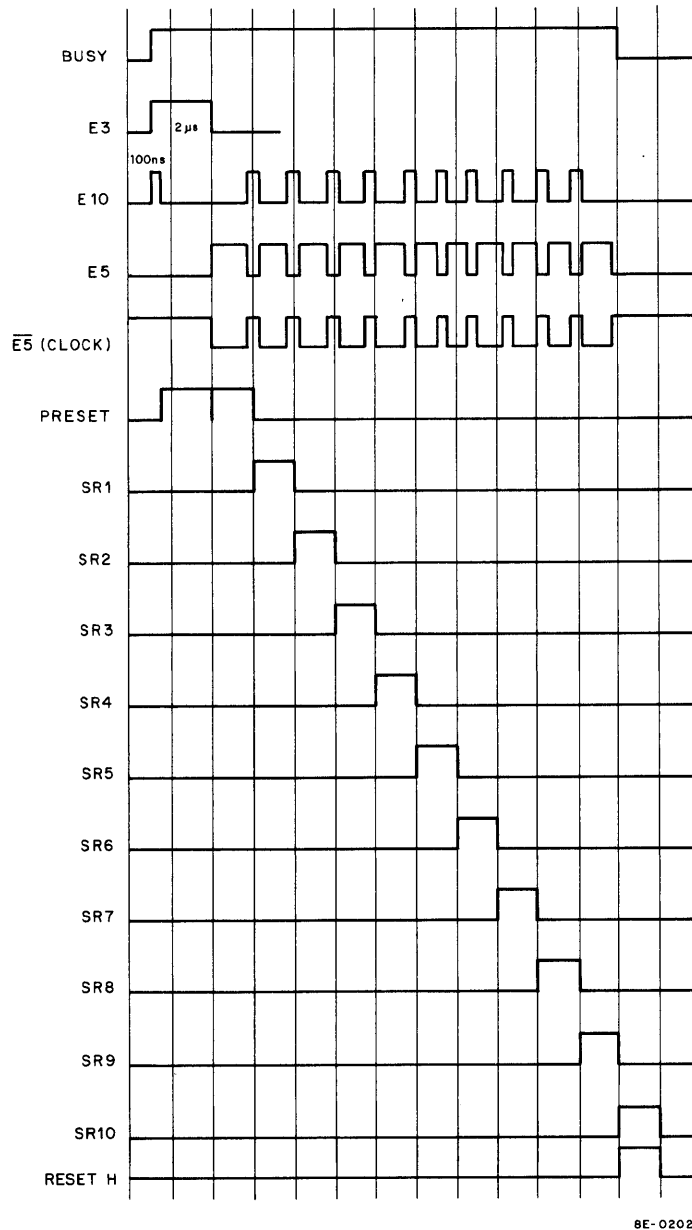 BUSY
E3
2 µs
100ns
E10
E5
E5 (CLOCK)
PRESET
SR1
SR2
SR3
SR4
SR5
SR6
SR7
SR8
SR9
SR10
RESET H
8E-0202